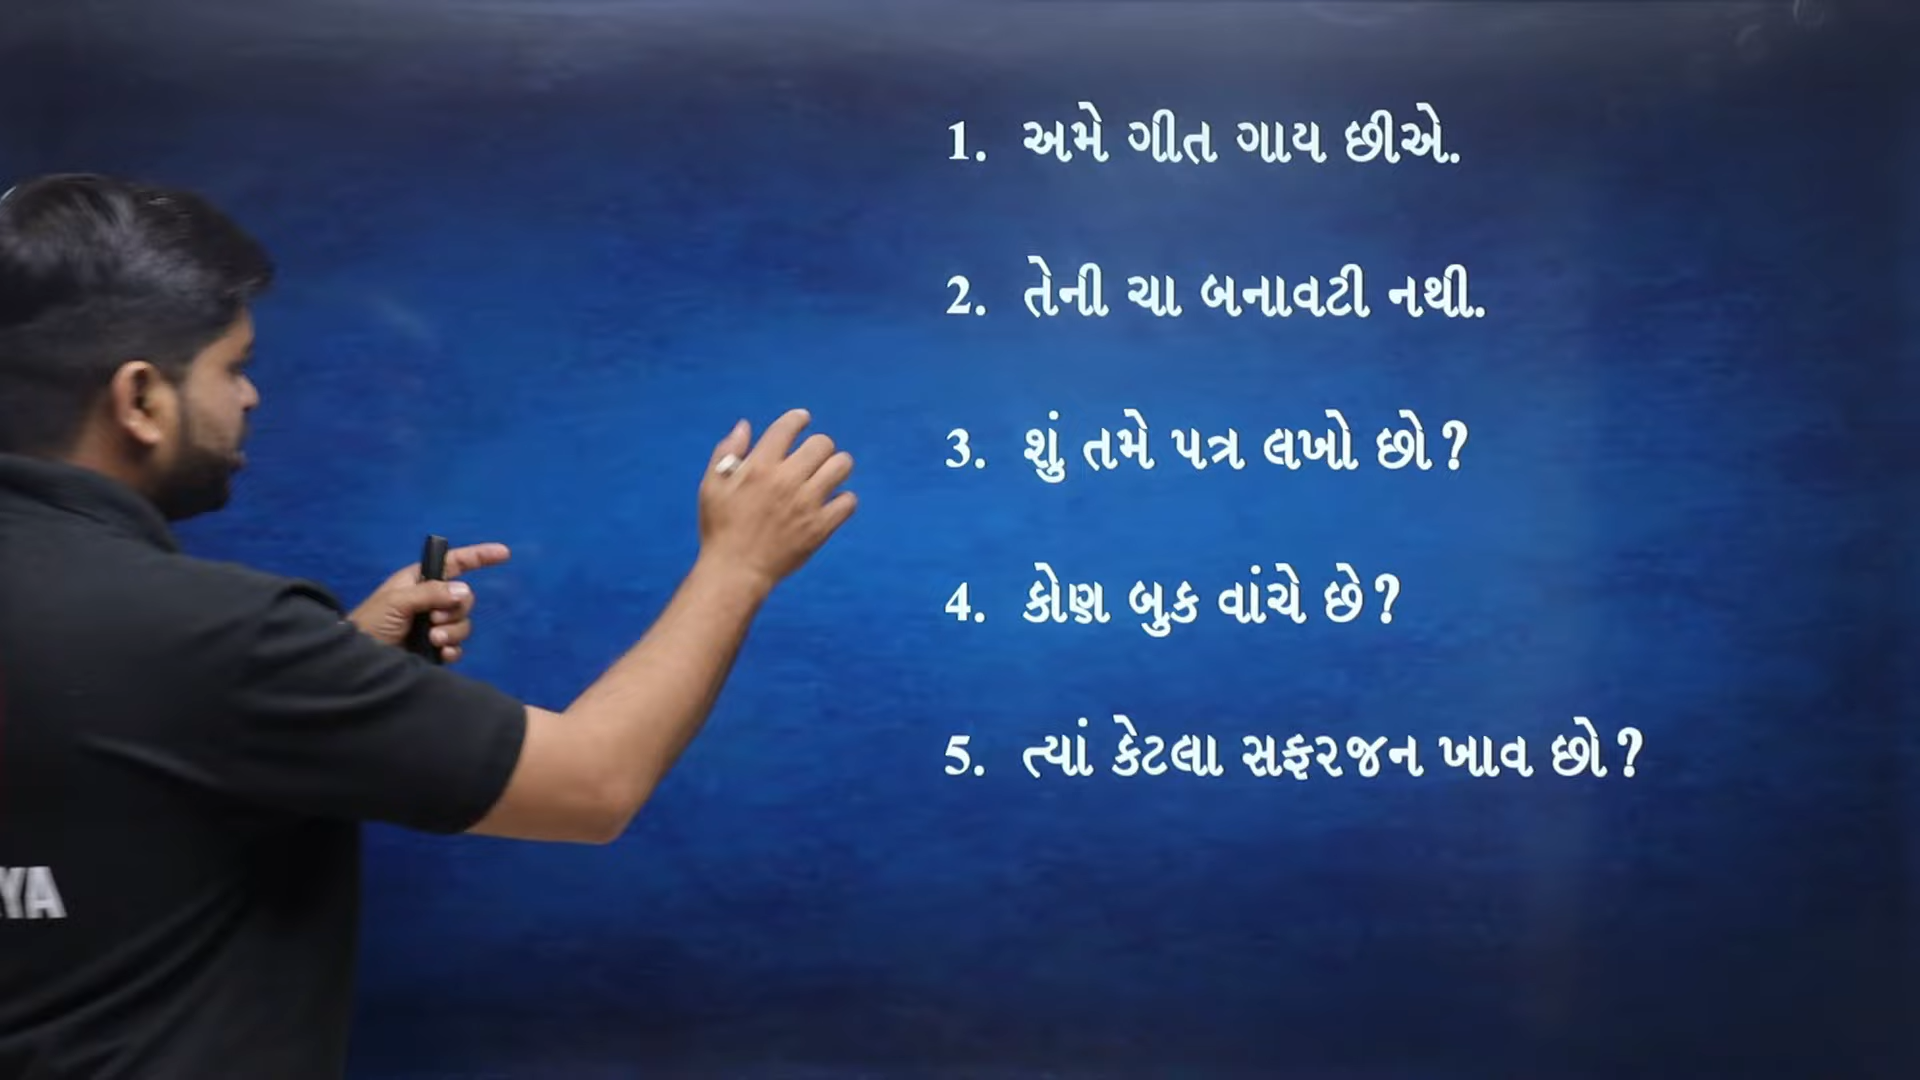 1. અમે ગીત ગાય છીએ.
2. તેની ચા બનાવટી નથી.
3. શું તમે પત્ર લખો છો?
4. કોણ બુક વાંચે છે?
5. ત્યાં કેટલા સફરજન ખાવ છો?
YA